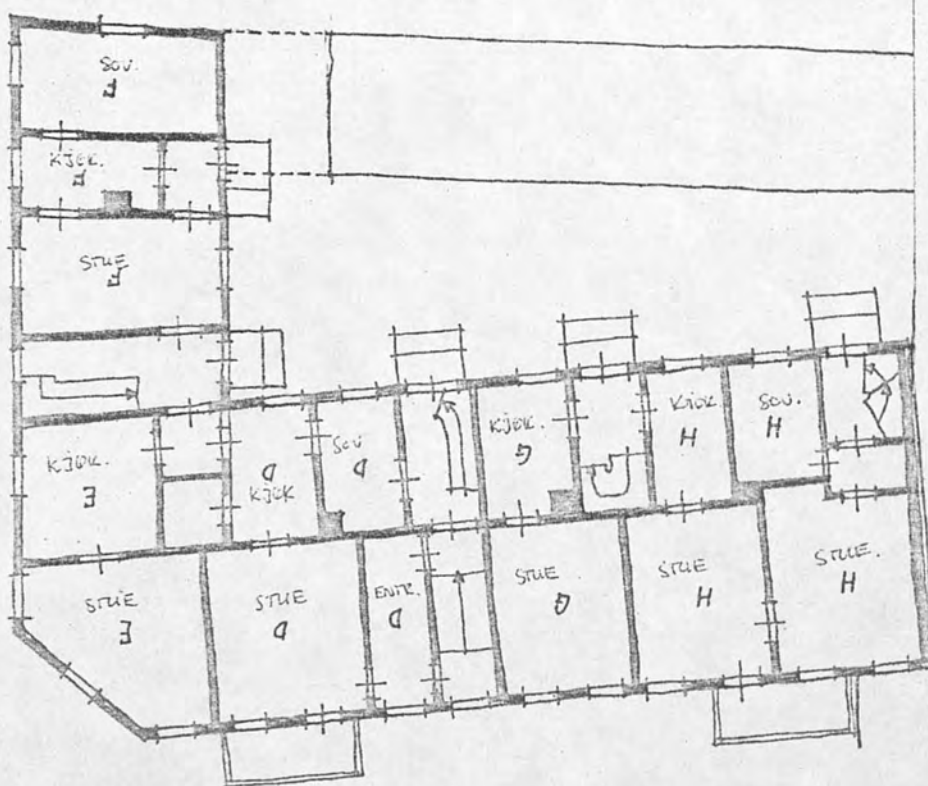 SOV.
F
KJØK.
F
STUE
F
KJØK.
E
D
KJØK
SOV
D
KJØK.
G
KJØK
H
SOV.
H
STUE
E
STUE
D
ENTR.
D
STUE
G
STUE
H
STUE.
H